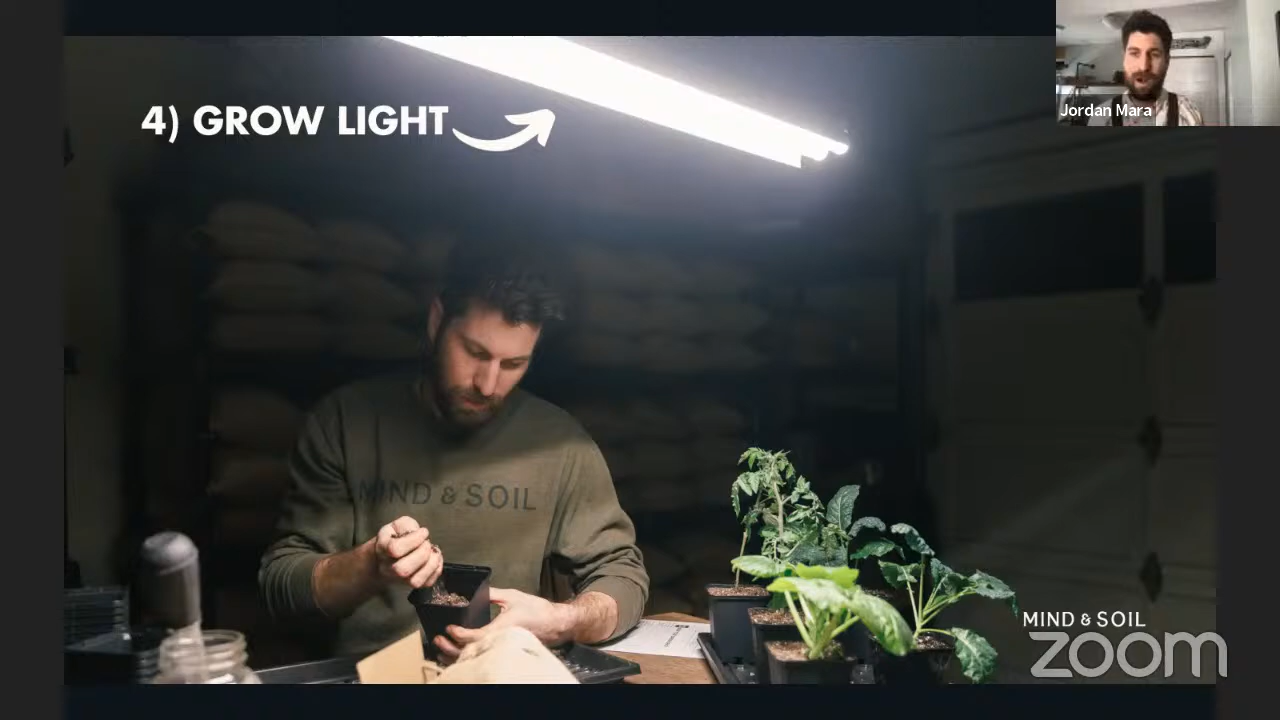 4) GROW LIGHT
Jordan Mara
MIND & SOIL
MIND & SOIL
zoom